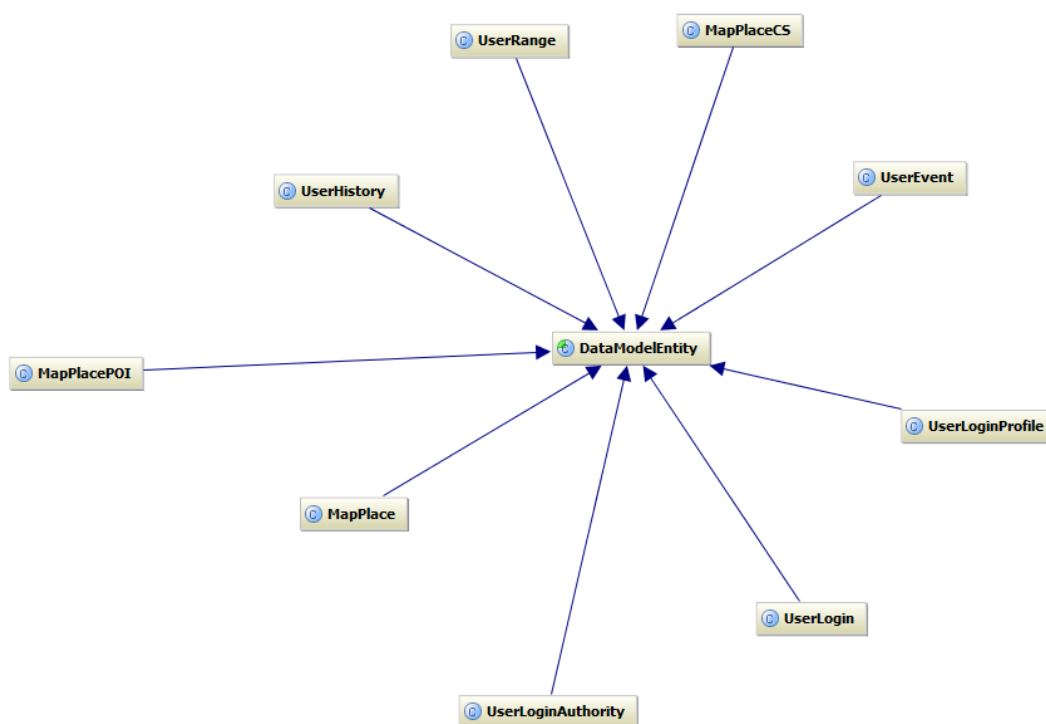 MapPlaceCS
UserRange
UserEvent
UserHistory
DataModelEntity
MapPlacePOI
UserLoginProfile
MapPlace
UserLogin
UserLoginAuthority